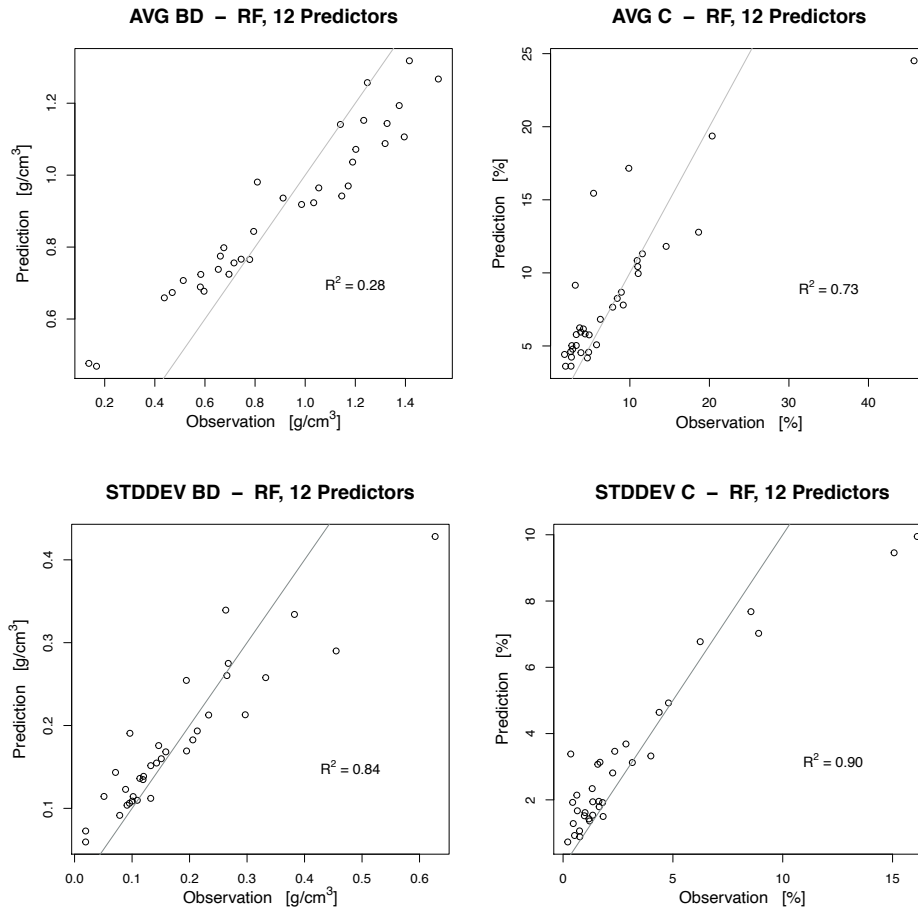 AVG BD – RF, 12 Predictors
Prediction [g/cm³]
1.2
1.0
0.8
0.6
R² = 0.28
0.2 0.4 0.6 0.8 1.0 1.2 1.4
Observation [g/cm³]
AVG C – RF, 12 Predictors
Prediction [%]
25
20
15
10
5
R² = 0.73
10 20 30 40
Observation [%]
STDDEV BD – RF, 12 Predictors
Prediction [g/cm³]
0.4
0.3
0.2
0.1
R² = 0.84
0.0 0.1 0.2 0.3 0.4 0.5 0.6
Observation [g/cm³]
STDDEV C – RF, 12 Predictors
Prediction [%]
10
8
6
4
2
R² = 0.90
0 5 10 15
Observation [%]